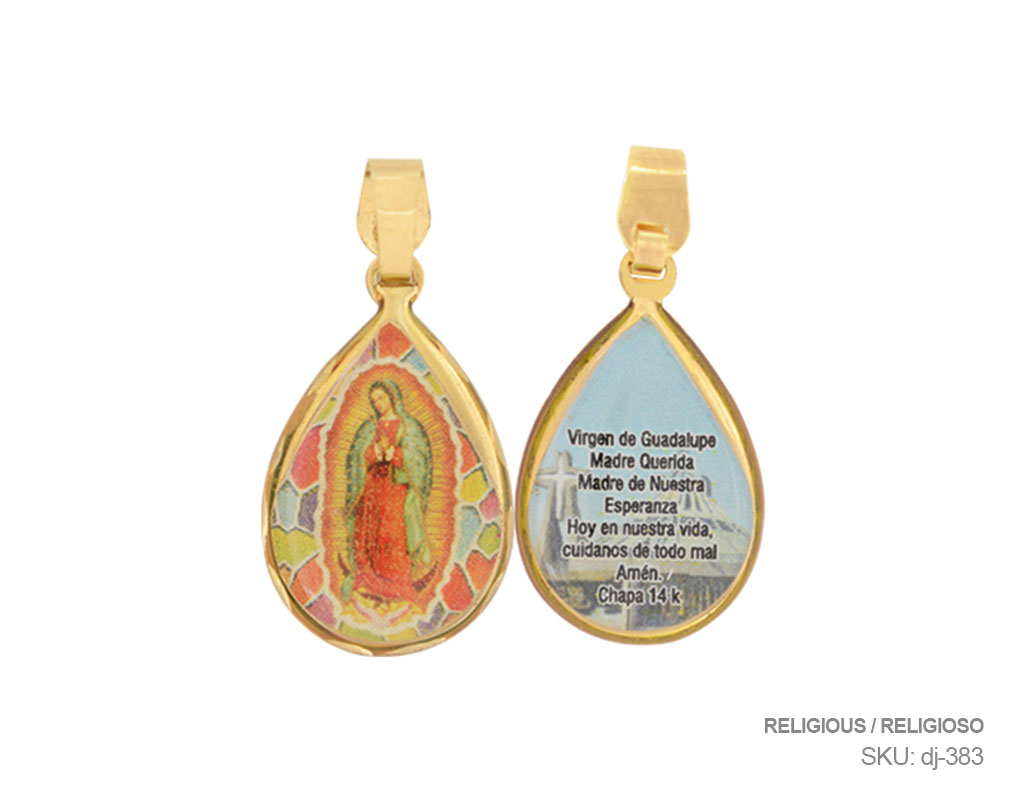 Virgen de Guadalupe
Madre Querida
Madre de Nuestra
Esperanza
Hoy en nuestra vida,
cuidanos de todo mal
Amén.
Chapa 14 k
RELIGIOUS / RELIGIOSO
SKU: dj-383